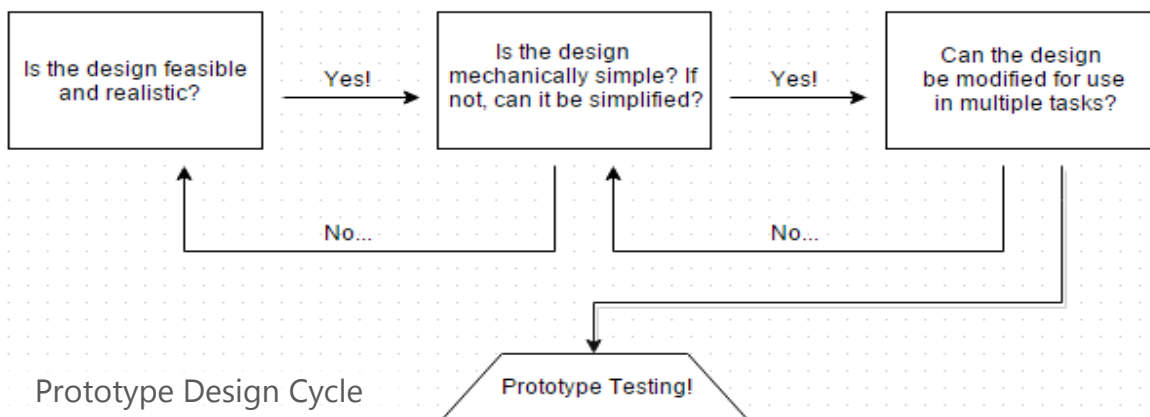 Is the design feasible
and realistic?
Yes!
Is the design
mechanically simple? If
not, can it be simplified?
Yes!
Can the design
be modified for use
in multiple tasks?
No...
No...
Prototype Testing!
Prototype Design Cycle